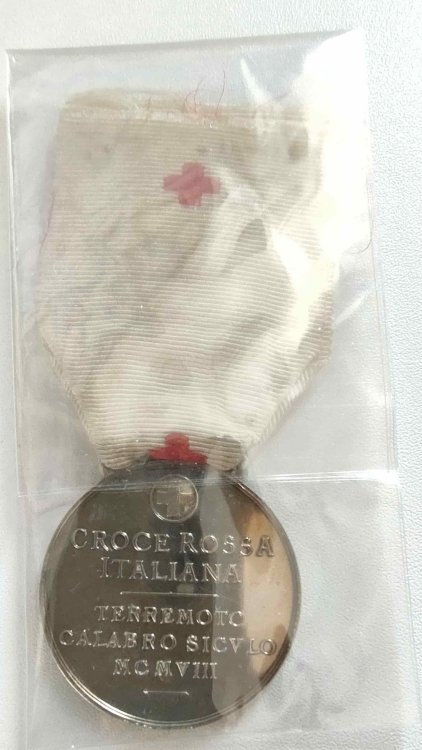 CROCE ROSSA
ITALIANA
TERREMOTO
CALABRO SICVLO
MCMVIII